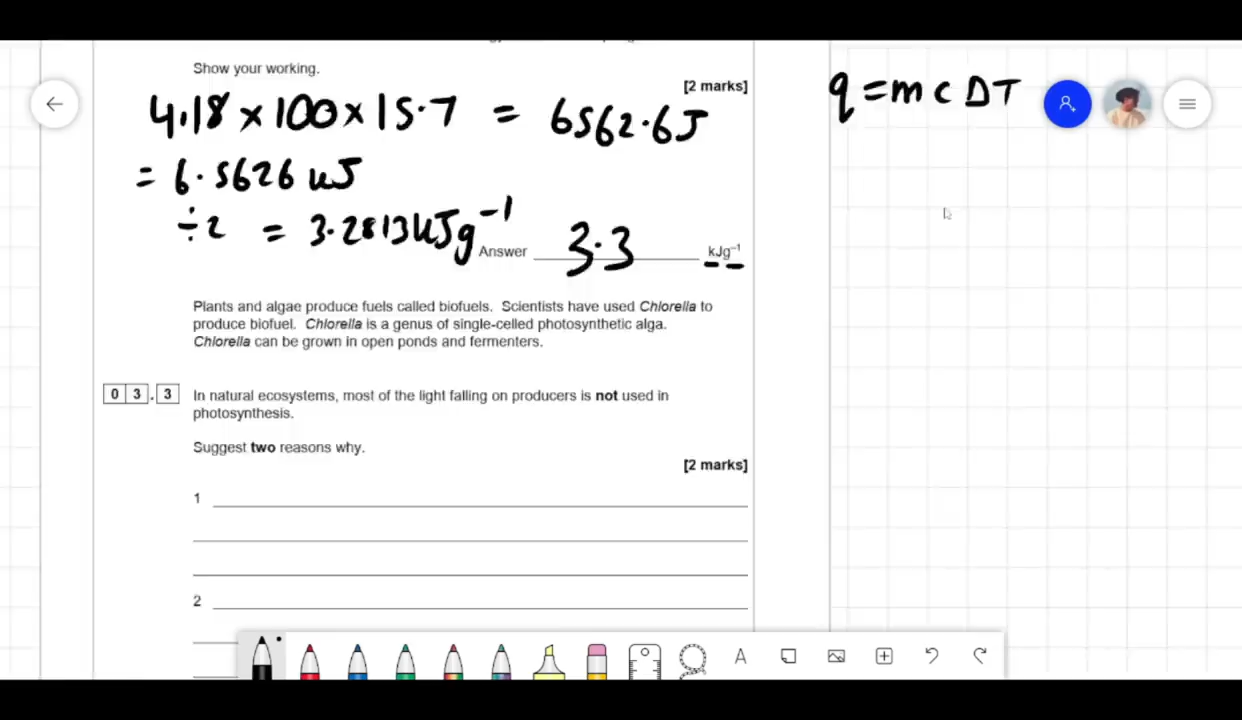 Show your working.
[2 marks]
q = m c ΔT
4.18 × 100 × 15.7 = 6562.6J
= 6.5626 kJ
÷2 = 3.2813 kJg⁻¹
Answer 3.3 kJg⁻¹
Plants and algae produce fuels called biofuels. Scientists have used Chlorella to
produce biofuel. Chlorella is a genus of single-celled photosynthetic alga.
Chlorella can be grown in open ponds and fermenters.
0 3 . 3 In natural ecosystems, most of the light falling on producers is not used in
photosynthesis.
Suggest two reasons why.
[2 marks]
1
2
A